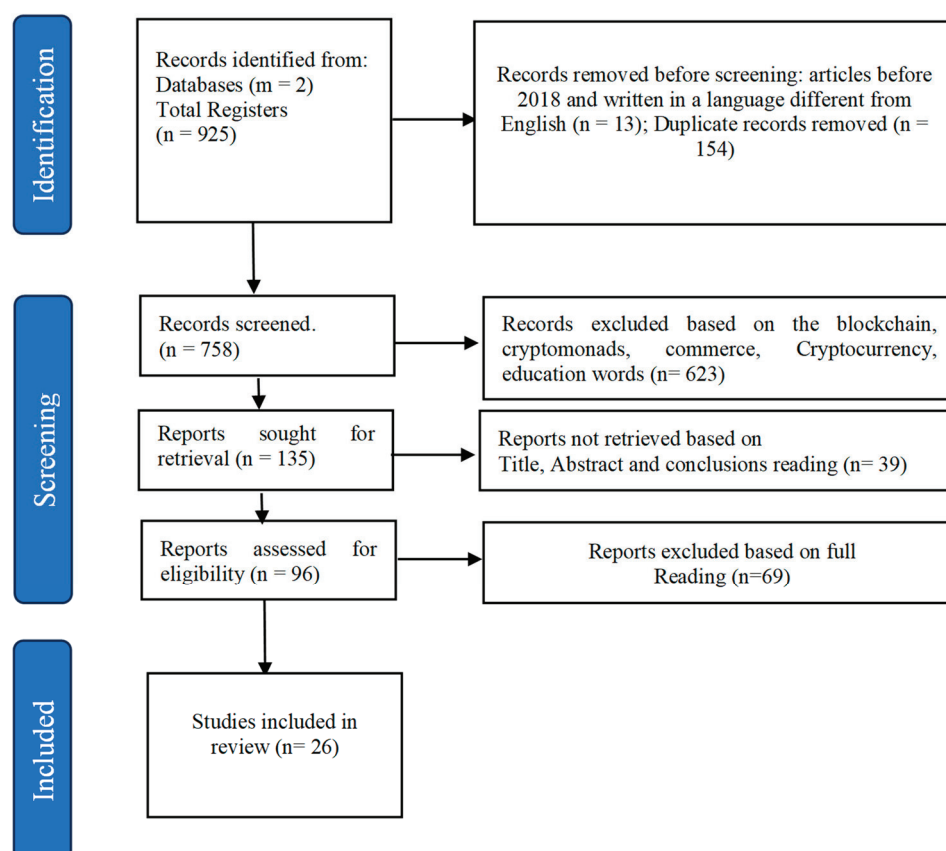 Identification
Records identified from:
Databases (m = 2)
Total Registers
(n = 925)
Records removed before screening: articles before
2018 and written in a language different from
English (n = 13); Duplicate records removed (n =
154)
Screening
Records screened.
(n = 758)
Records excluded based on the blockchain,
cryptomonads, commerce, Cryptocurrency,
education words (n= 623)
Reports sought for
retrieval (n = 135)
Reports not retrieved based on
Title, Abstract and conclusions reading (n= 39)
Reports assessed for
eligibility (n = 96)
Reports excluded based on full
Reading (n=69)
Included
Studies included in
review (n= 26)